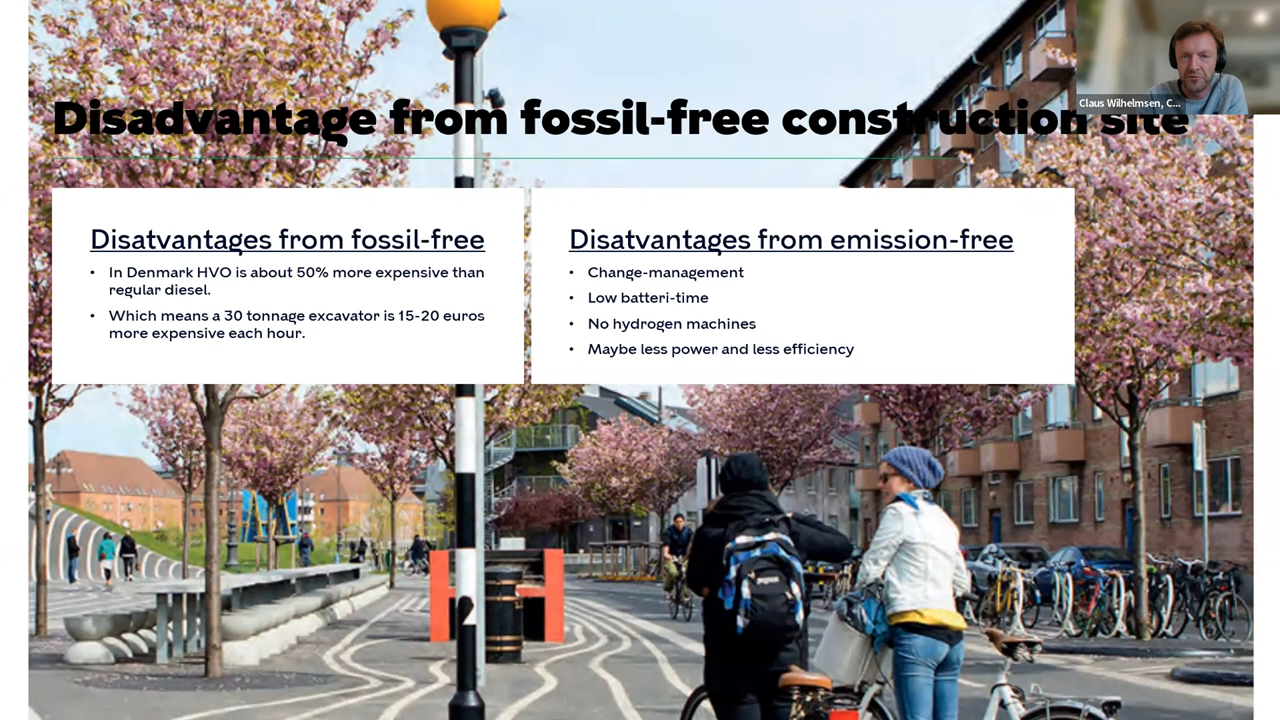 Claus Wilhelmsen, C...
Disadvantage from fossil-free construction site
Disatvantages from fossil-free
• In Denmark HVO is about 50% more expensive than
regular diesel.
• Which means a 30 tonnage excavator is 15-20 euros
more expensive each hour.
Disatvantages from emission-free
• Change-management
• Low batteri-time
• No hydrogen machines
• Maybe less power and less efficiency